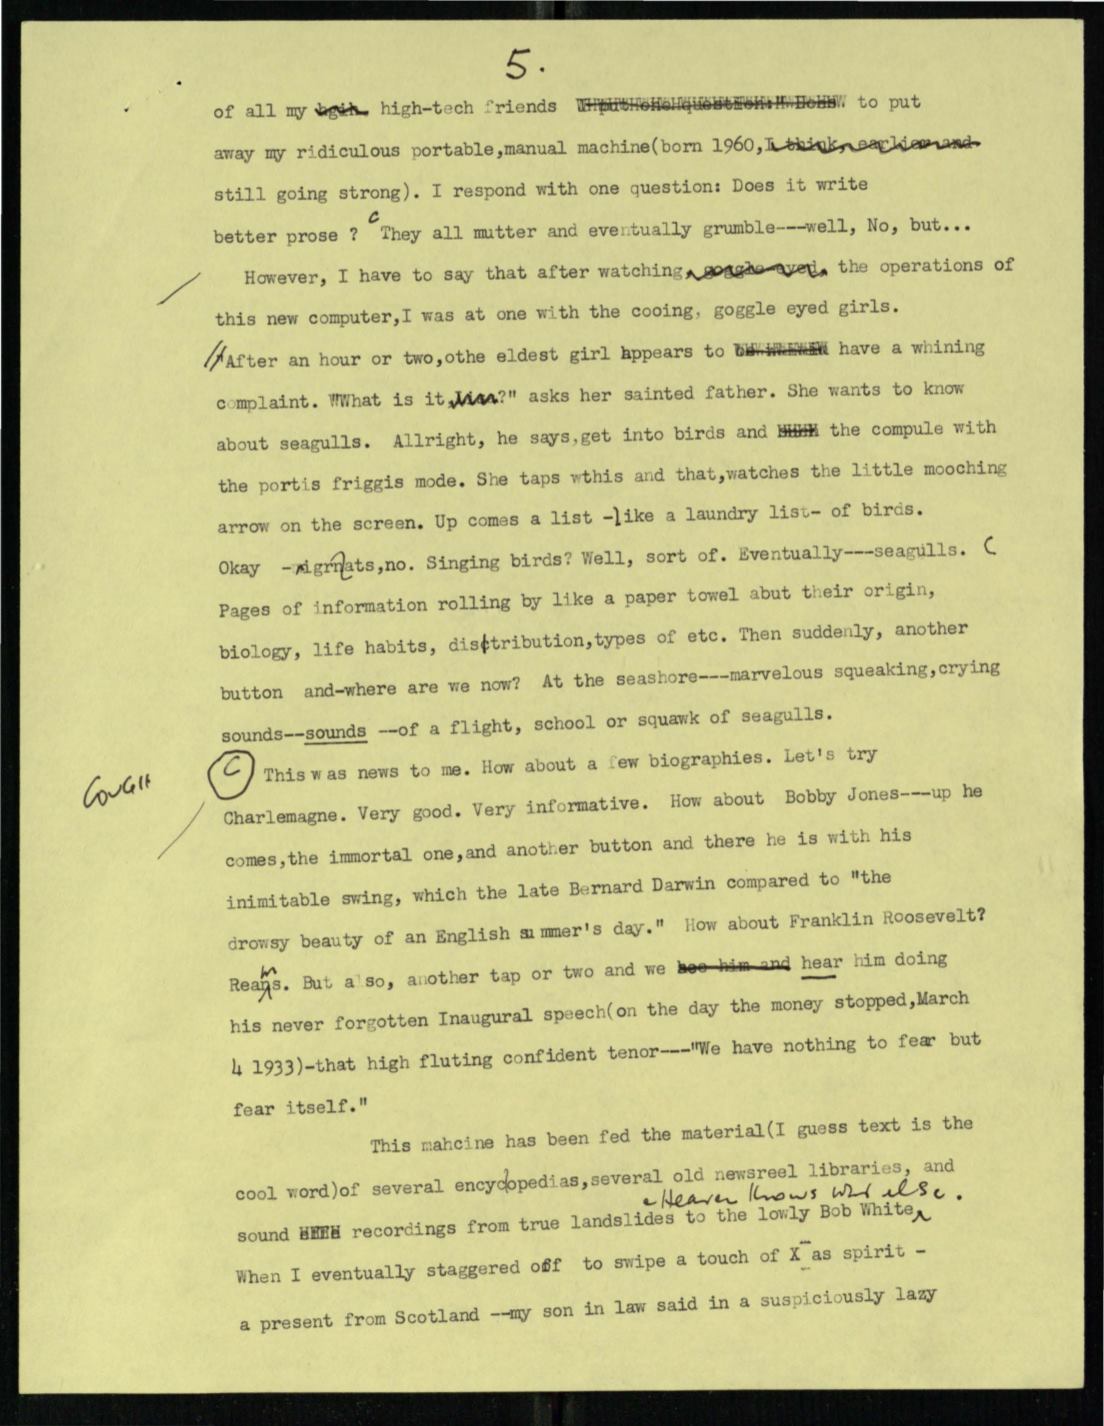 5.
of all my high-tech friends to put
away my ridiculous portable,manual machine(born 1960,I think, earlier and
still going strong). I respond with one question: Does it write
c
better prose ? They all mutter and eventually grumble---well, No, but...
However, I have to say that after watching, goggle eyed, the operations of
this new computer,I was at one with the cooing, goggle eyed girls.
// After an hour or two,othe eldest girl appears to have a whining
complaint. "What is it ?" asks her sainted father. She wants to know
about seagulls. Allright, he says,get into birds and the compule with
the portis friggis mode. She taps wthis and that,watches the little mooching
arrow on the screen. Up comes a list -like a laundry list- of birds.
Okay - ,no. Singing birds? Well, sort of. Eventually---seagulls. C
Pages of information rolling by like a paper towel abut their origin,
biology, life habits, distribution,types of etc. Then suddenly, another
button and-where are we now? At the seashore---marvelous squeaking,crying
sounds--sounds --of a flight, school or squawk of seagulls.
COUGH
C This was news to me. How about a few biographies. Let's try
Charlemagne. Very good. Very informative. How about Bobby Jones---up he
comes,the immortal one,and another button and there he is with his
inimitable swing, which the late Bernard Darwin compared to "the
drowsy beauty of an English summer's day." How about Franklin Roosevelt?
Reams. But also, another tap or two and we see him and hear him doing
his never forgotten Inaugural speech(on the day the money stopped,March
4 1933)-that high fluting confident tenor---"We have nothing to fear but
fear itself."
This mahcine has been fed the material(I guess text is the
cool word)of several encyclopedias,several old newsreel libraries, and
& Heaven knows what else.
sound recordings from true landslides to the lowly Bob White
When I eventually staggered off to swipe a touch of X as spirit -
a present from Scotland --my son in law said in a suspiciously lazy